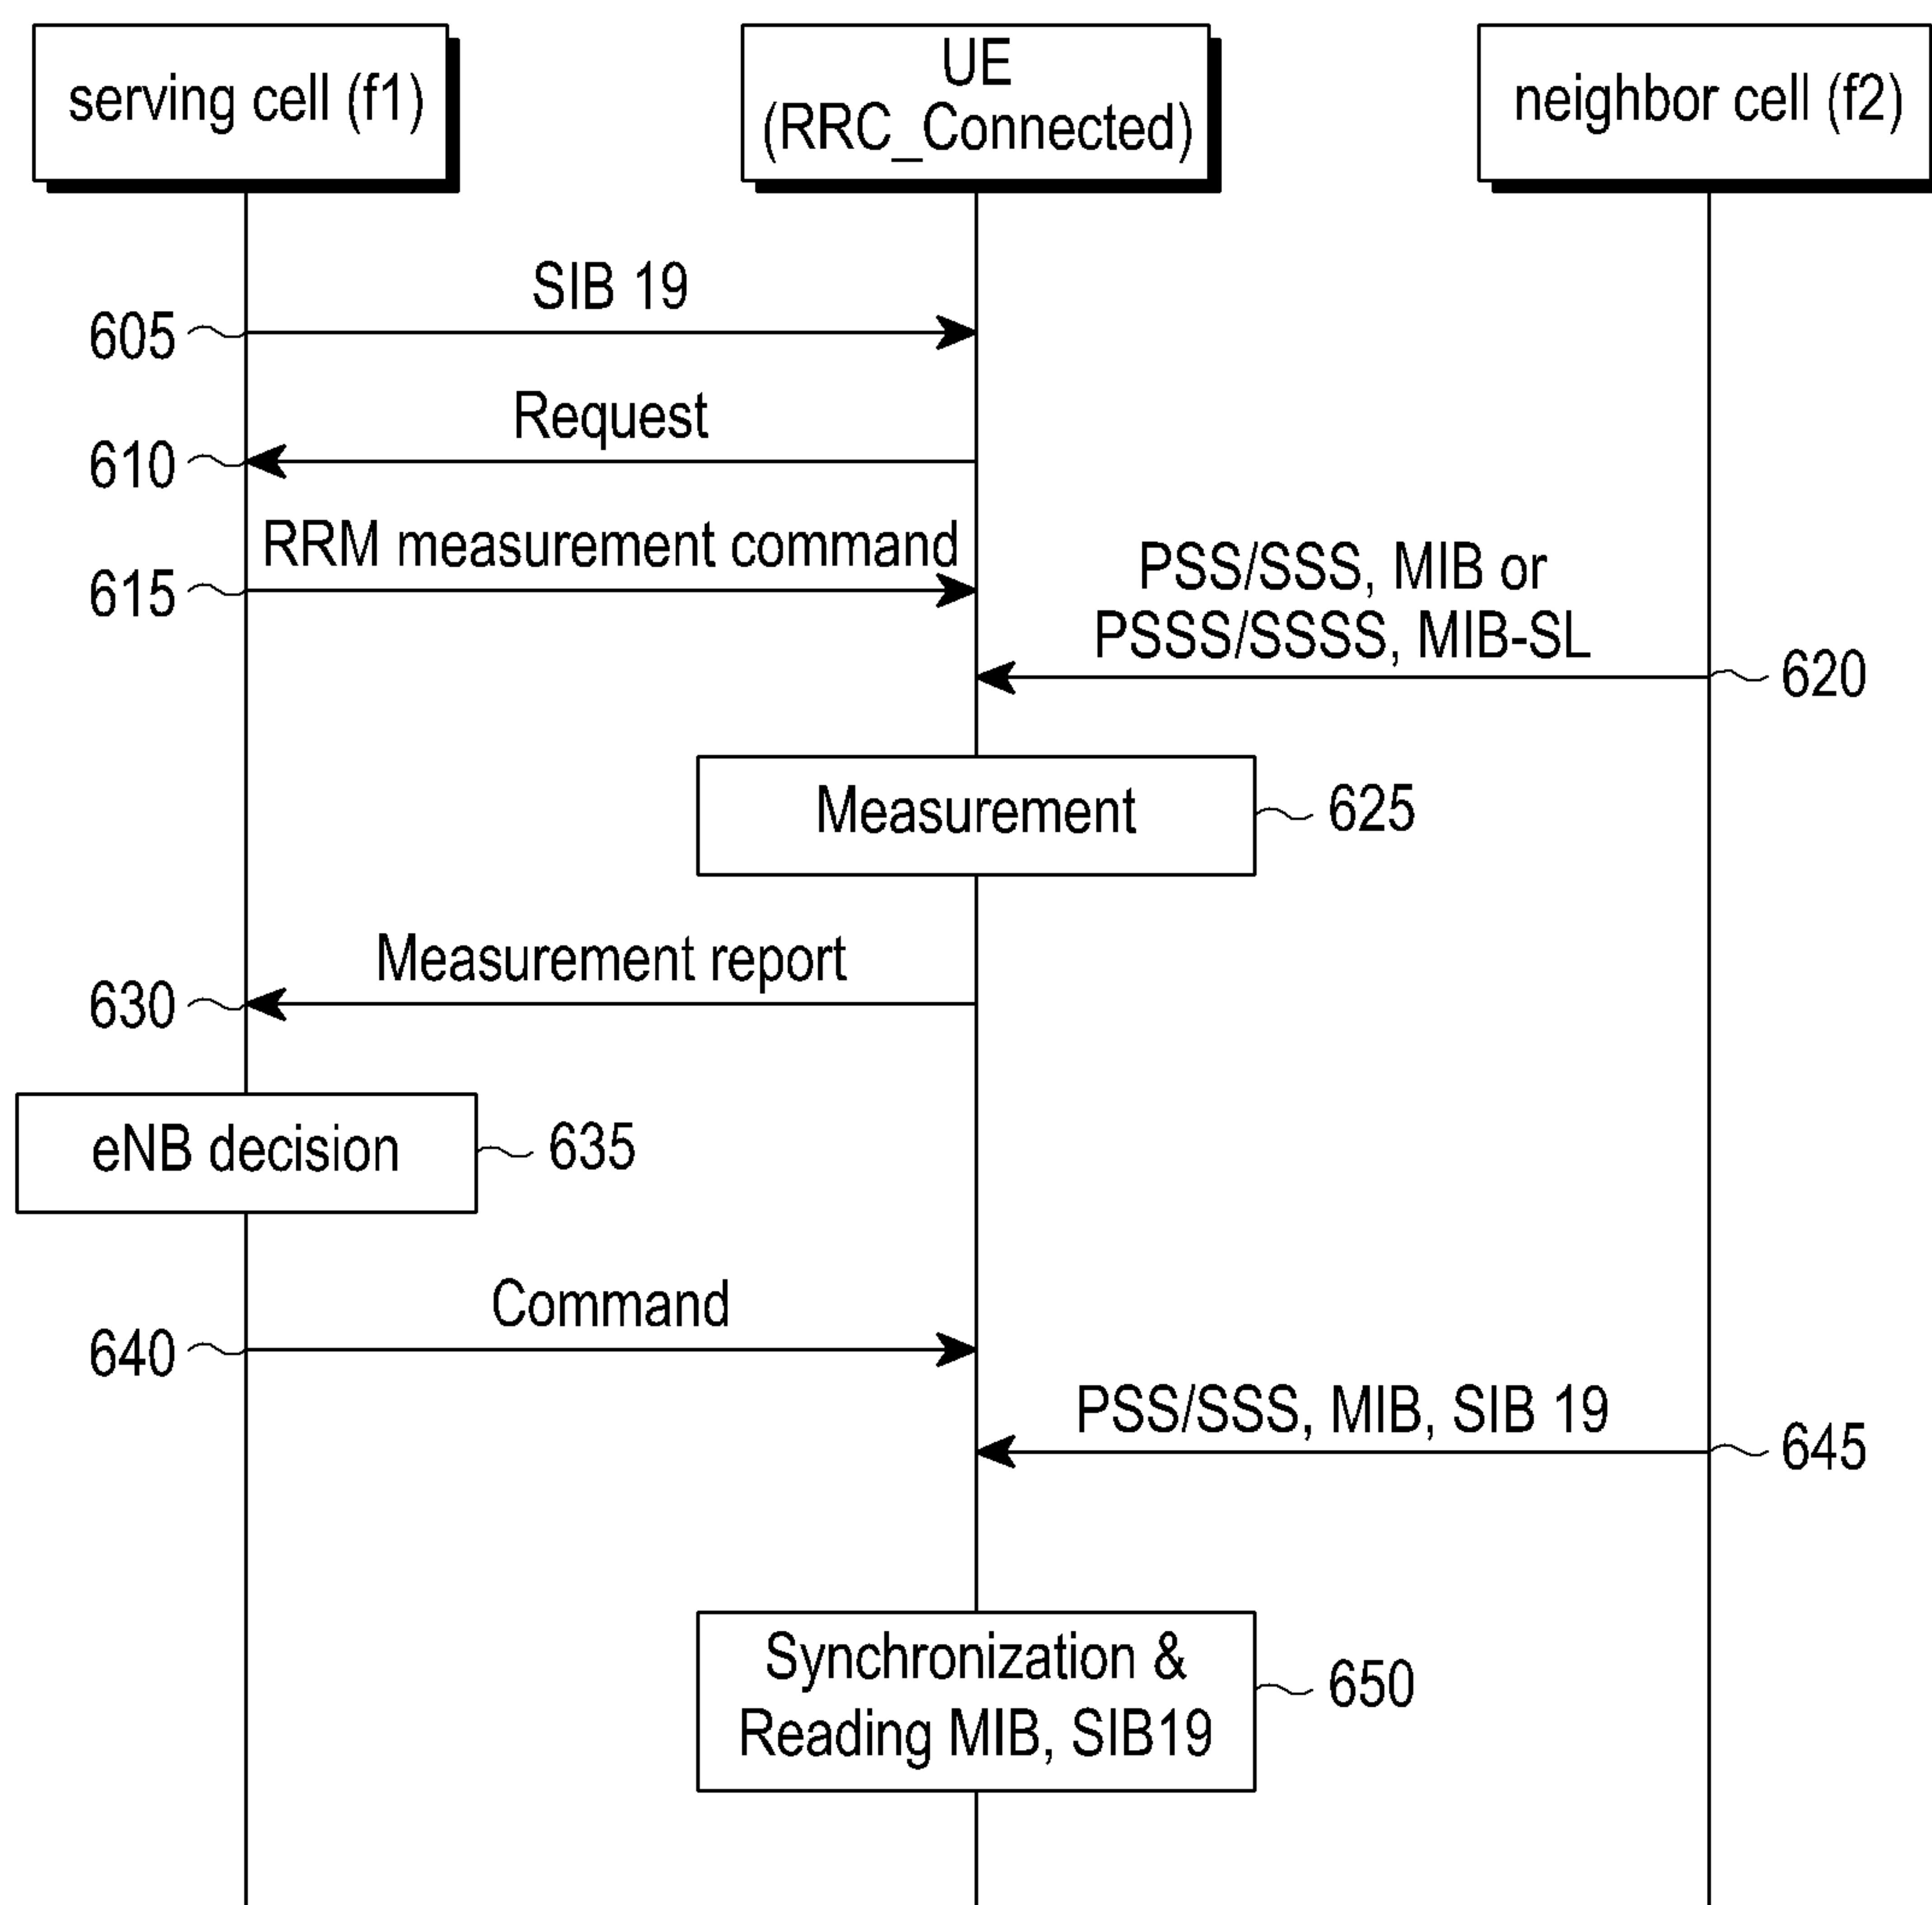 serving cell (f1)
UE
(RRC_Connected)
neighbor cell (f2)
SIB 19
605
Request
610
RRM measurement command
615
PSS/SSS, MIB or
PSSS/SSSS, MIB-SL
620
Measurement
625
Measurement report
630
eNB decision
635
Command
640
PSS/SSS, MIB, SIB 19
645
Synchronization &
Reading MIB, SIB19
650